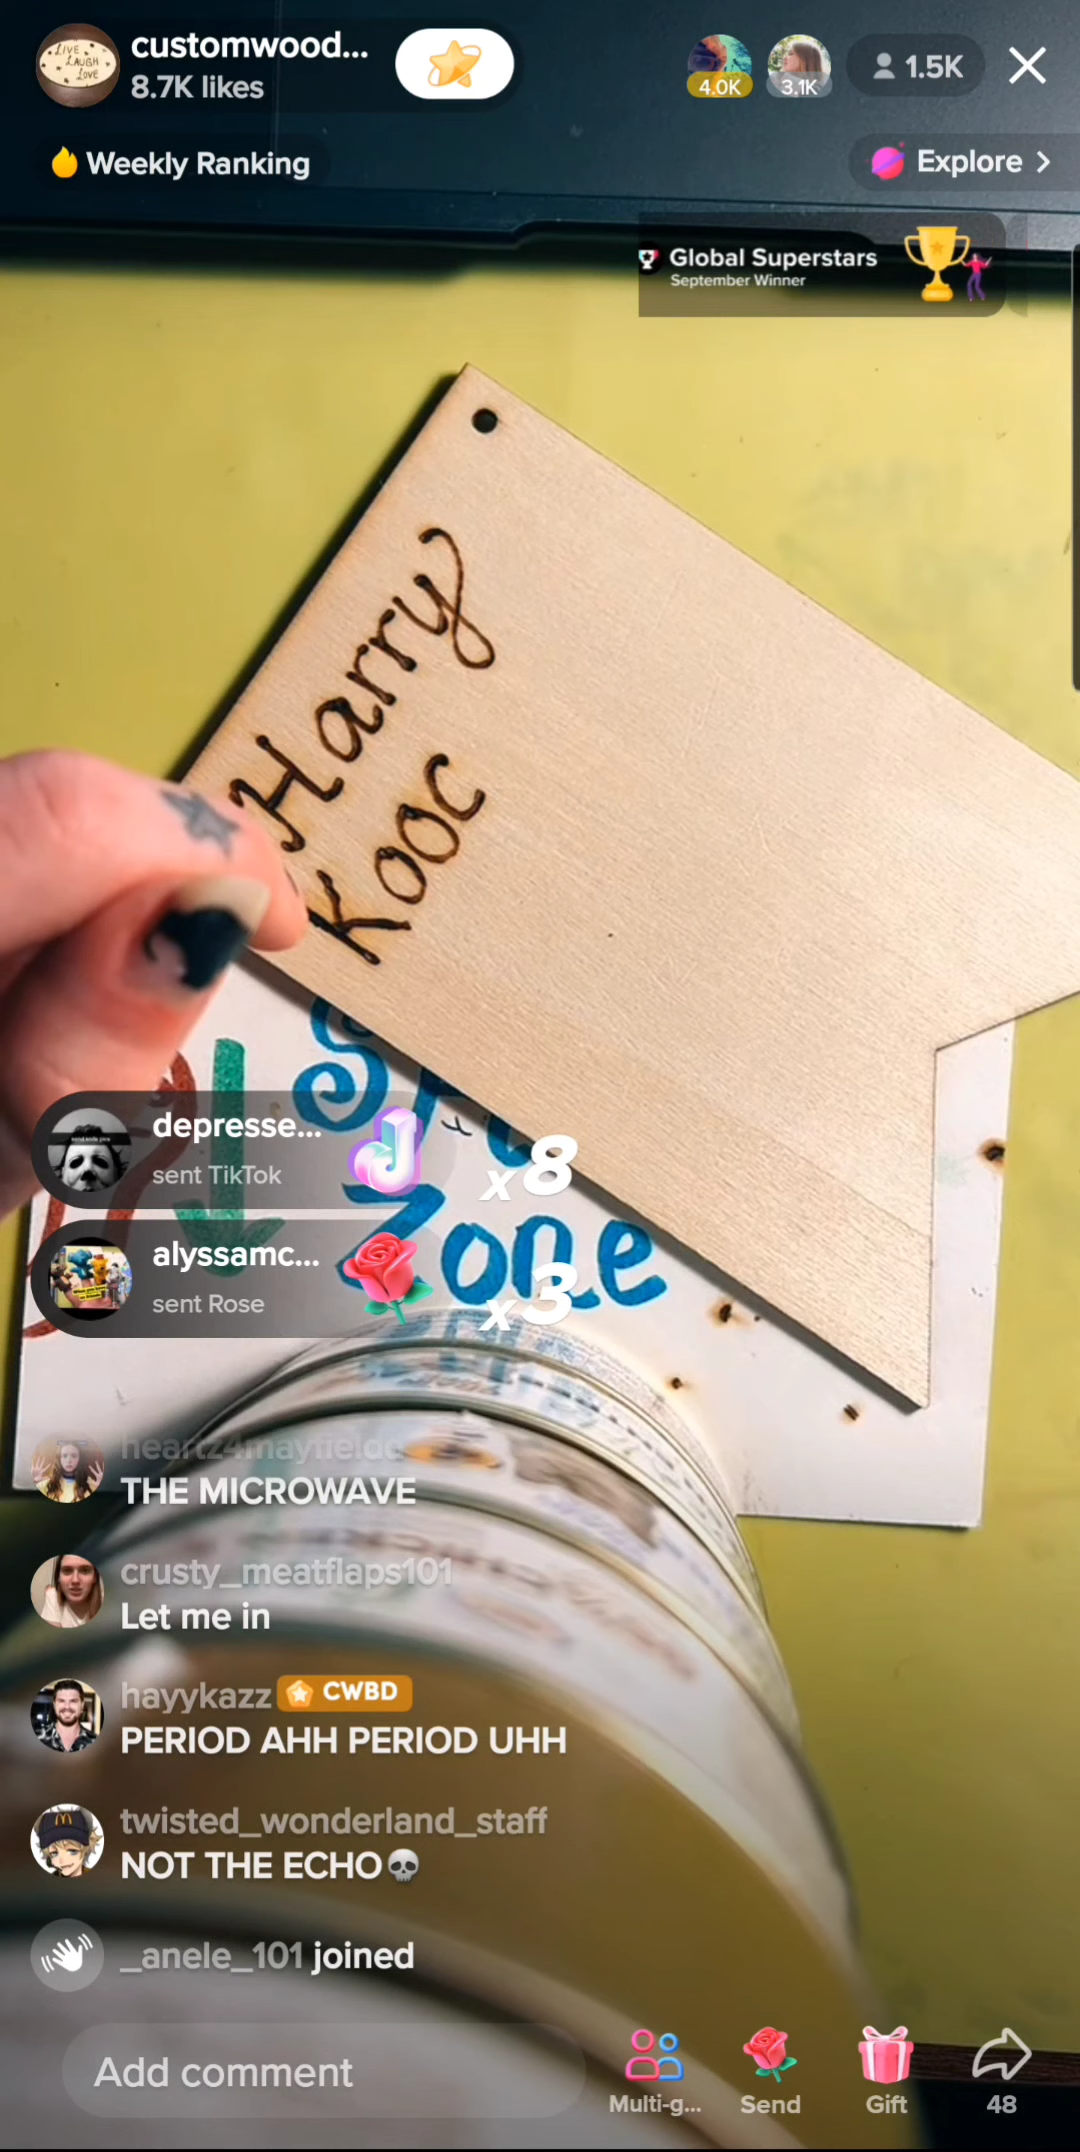 customwood...
8.7K likes
4.0K
3.1K
1.5K
Weekly Ranking
Explore
Global Superstars
September Winner
Harry
Kooc
Zone
depresse...
sent TikTok
x8
alyssamc...
sent Rose
x3
heartz4mayfield
THE MICROWAVE
crusty_meatflaps101
Let me in
hayykazz CWBD
PERIOD AHH PERIOD UHH
twisted_wonderland_staff
NOT THE ECHO💀
_anele_101 joined
Add comment
Multi-g...
Send
Gift
48